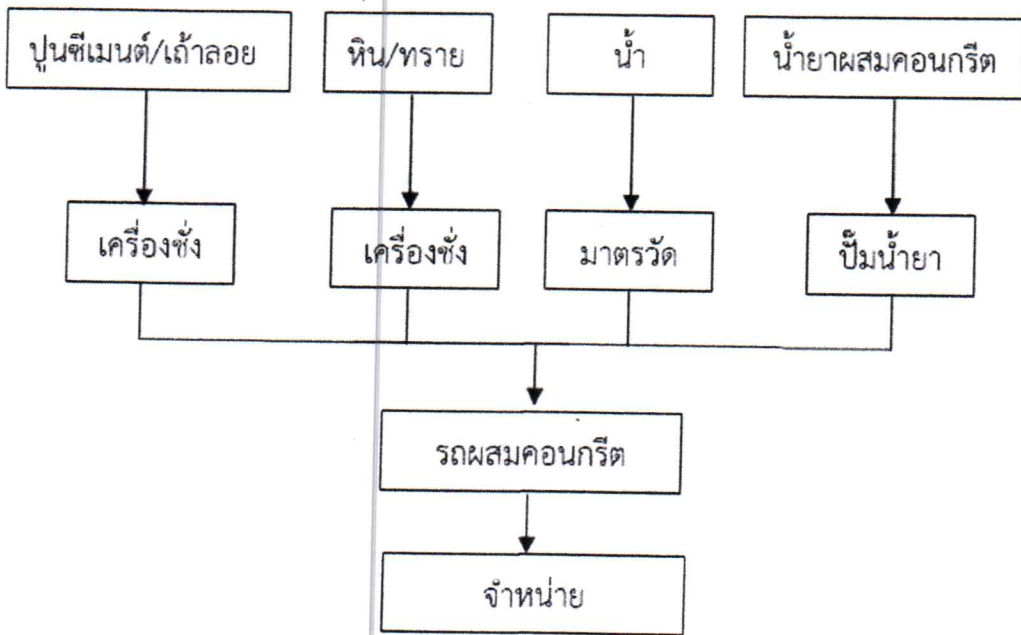 ปูนซีเมนต์/เถ้าลอย
หิน/ทราย
น้ำ
น้ำยาผสมคอนกรีต
เครื่องชั่ง
เครื่องชั่ง
มาตรวัด
ปั๊มน้ำยา
รถผสมคอนกรีต
จำหน่าย